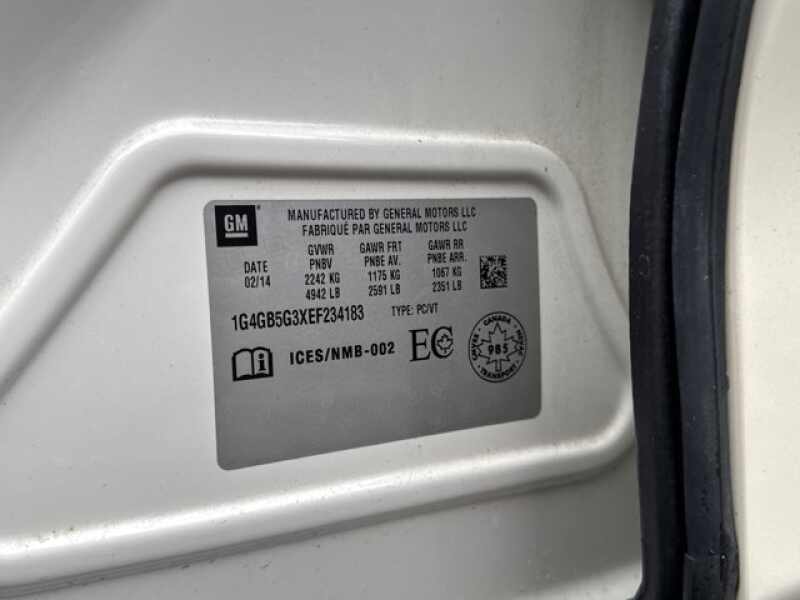 GM
MANUFACTURED BY GENERAL MOTORS LLC
FABRIQUÉ PAR GENERAL MOTORS LLC
DATE
02/14
GVWR
PNBV
2242 KG
4942 LB
GAWR FRT
PNBE AV.
1175 KG
2591 LB
GAWR RR
PNBE ARR.
1067 KG
2351 LB
1G4GB5G3XEF234183 TYPE: PC/VT
i ICES/NMB-002 EC
CANADA
985
TRANSPORT